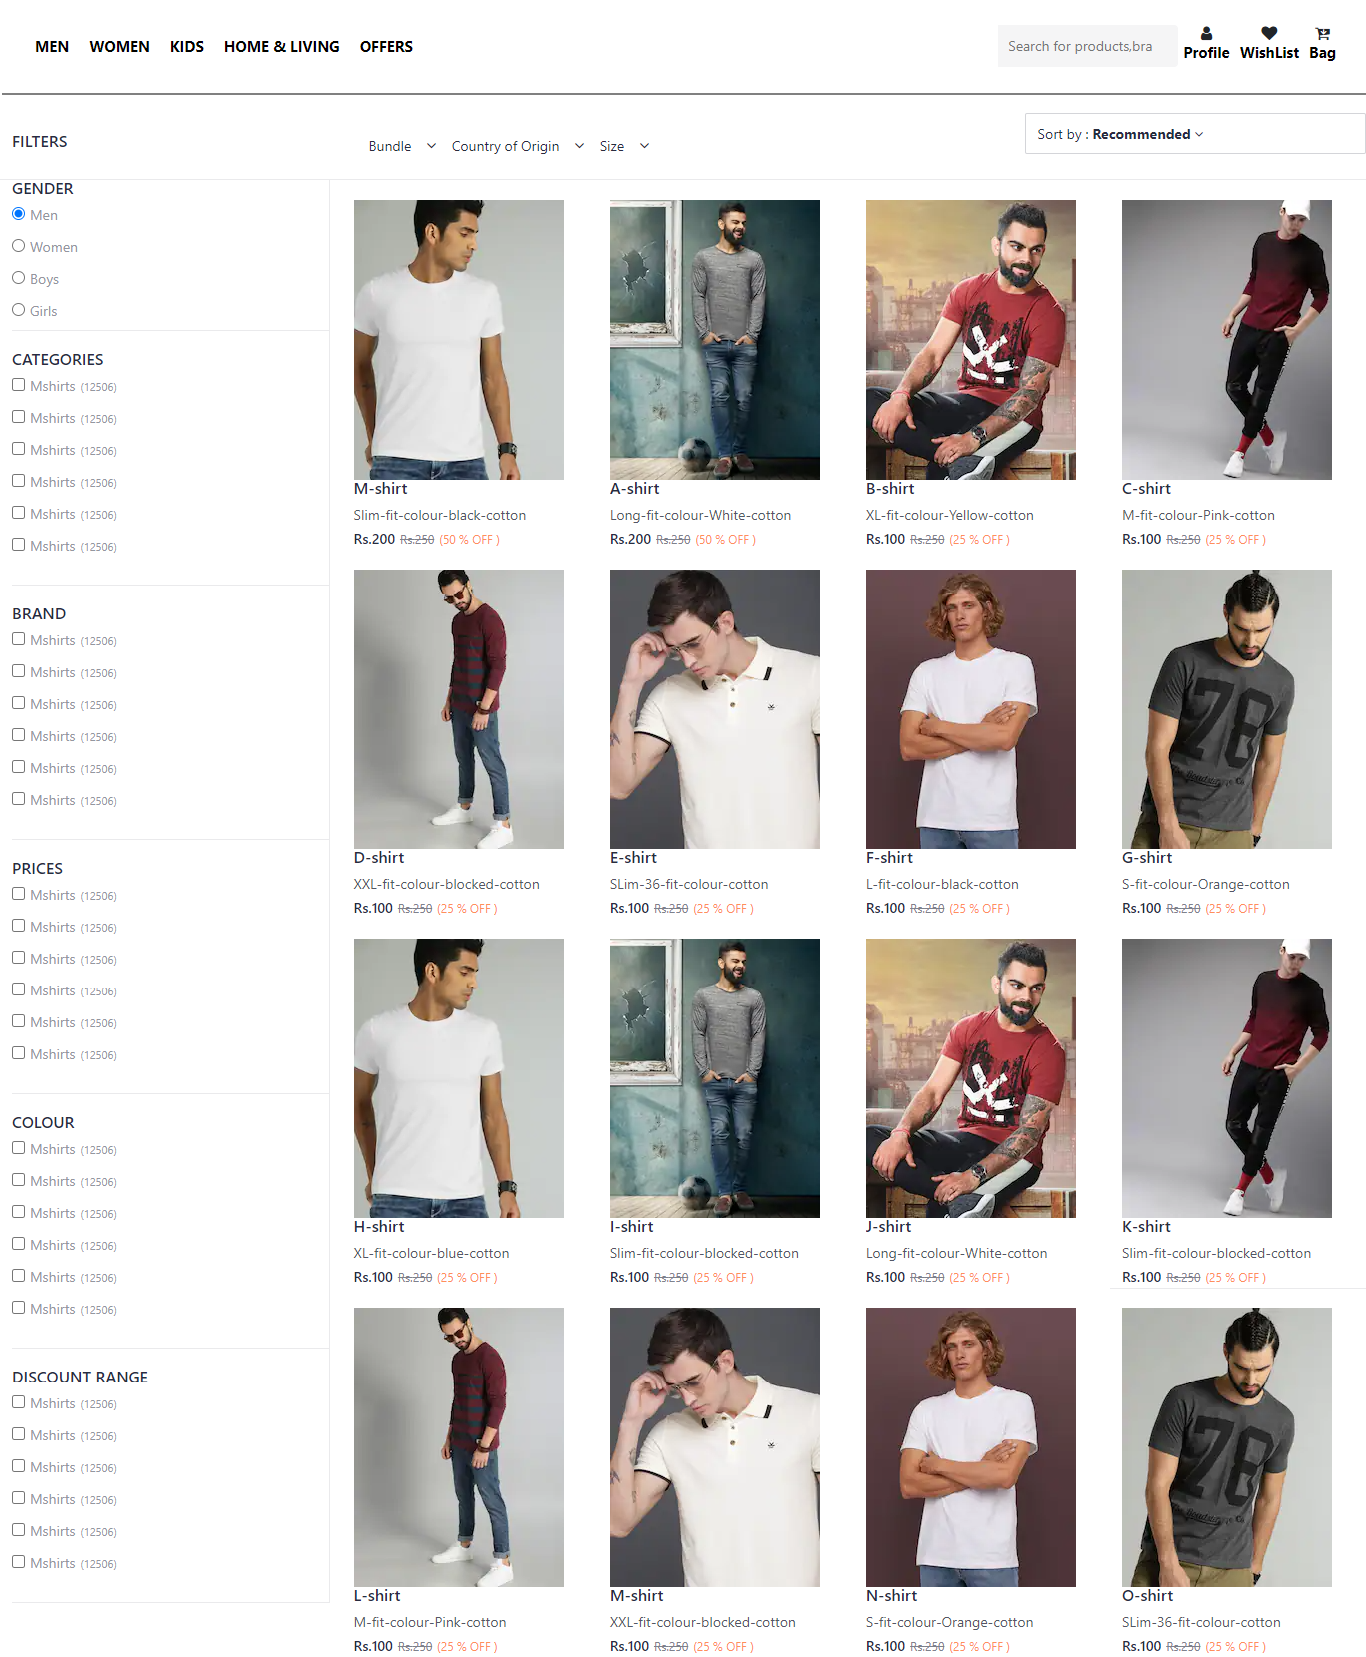 MEN WOMEN KIDS HOME & LIVING OFFERS
Search for products,bra
Profile WishList Bag
FILTERS
Bundle Country of Origin Size
Sort by : Recommended
GENDER
Men
Women
Boys
Girls
CATEGORIES
Mshirts (12506)
Mshirts (12506)
Mshirts (12506)
Mshirts (12506)
Mshirts (12506)
Mshirts (12506)
BRAND
Mshirts (12506)
Mshirts (12506)
Mshirts (12506)
Mshirts (12506)
Mshirts (12506)
Mshirts (12506)
PRICES
Mshirts (12506)
Mshirts (12506)
Mshirts (12506)
Mshirts (12506)
Mshirts (12506)
Mshirts (12506)
COLOUR
Mshirts (12506)
Mshirts (12506)
Mshirts (12506)
Mshirts (12506)
Mshirts (12506)
Mshirts (12506)
DISCOUNT RANGE
Mshirts (12506)
Mshirts (12506)
Mshirts (12506)
Mshirts (12506)
Mshirts (12506)
Mshirts (12506)
M-shirt
Slim-fit-colour-black-cotton
Rs.200 Rs.250 (50 % OFF )
A-shirt
Long-fit-colour-White-cotton
Rs.200 Rs.250 (50 % OFF )
B-shirt
XL-fit-colour-Yellow-cotton
Rs.100 Rs.250 (25 % OFF )
C-shirt
M-fit-colour-Pink-cotton
Rs.100 Rs.250 (25 % OFF )
D-shirt
XXL-fit-colour-blocked-cotton
Rs.100 Rs.250 (25 % OFF )
E-shirt
SLim-36-fit-colour-cotton
Rs.100 Rs.250 (25 % OFF )
F-shirt
L-fit-colour-black-cotton
Rs.100 Rs.250 (25 % OFF )
78
G-shirt
S-fit-colour-Orange-cotton
Rs.100 Rs.250 (25 % OFF )
H-shirt
XL-fit-colour-blue-cotton
Rs.100 Rs.250 (25 % OFF )
I-shirt
Slim-fit-colour-blocked-cotton
Rs.100 Rs.250 (25 % OFF )
J-shirt
Long-fit-colour-White-cotton
Rs.100 Rs.250 (25 % OFF )
K-shirt
Slim-fit-colour-blocked-cotton
Rs.100 Rs.250 (25 % OFF )
L-shirt
M-fit-colour-Pink-cotton
Rs.100 Rs.250 (25 % OFF )
M-shirt
XXL-fit-colour-blocked-cotton
Rs.100 Rs.250 (25 % OFF )
N-shirt
S-fit-colour-Orange-cotton
Rs.100 Rs.250 (25 % OFF )
78
O-shirt
SLim-36-fit-colour-cotton
Rs.100 Rs.250 (25 % OFF )